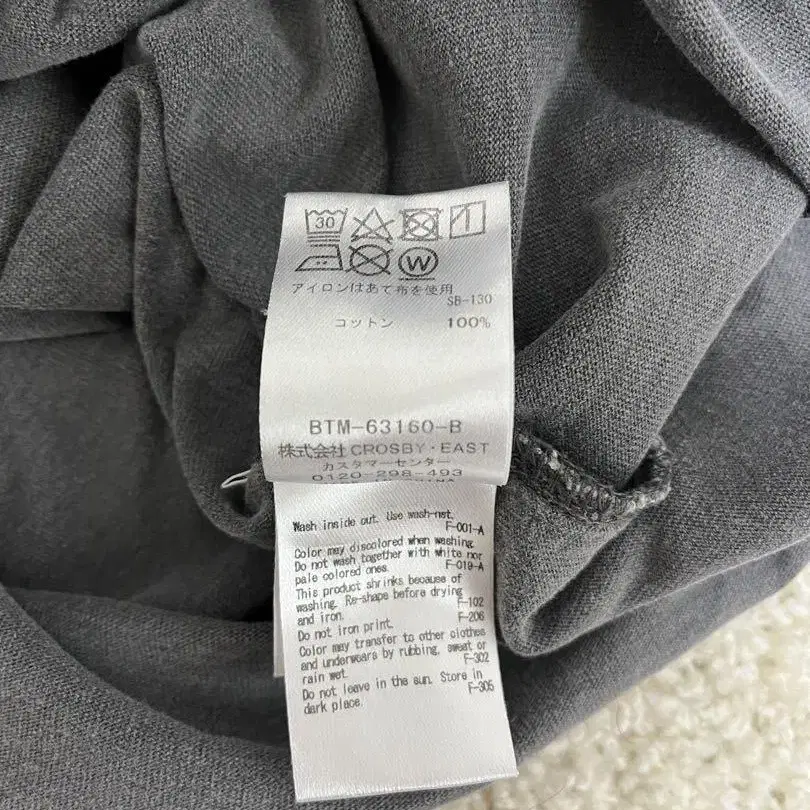 30
W
アイロンはあて布を使用
SB-130
コットン 100%
BTM-63160-B
株式会社 CROSBY・EAST
カスタマーセンター
0120-298-493
Wash inside out. Use wash-net.
F-001-A
Color may discolored when washing.
Do not wash together with white nor
pale colored ones. F-019-A
This product shrinks because of
washing. Re-shape before drying
and iron. F-102
Do not iron print. F-206
Color may transfer to other clothes
and underwears by rubbing, sweat or
rain wet. F-302
Do not leave in the sun. Store in
dark place. F-305